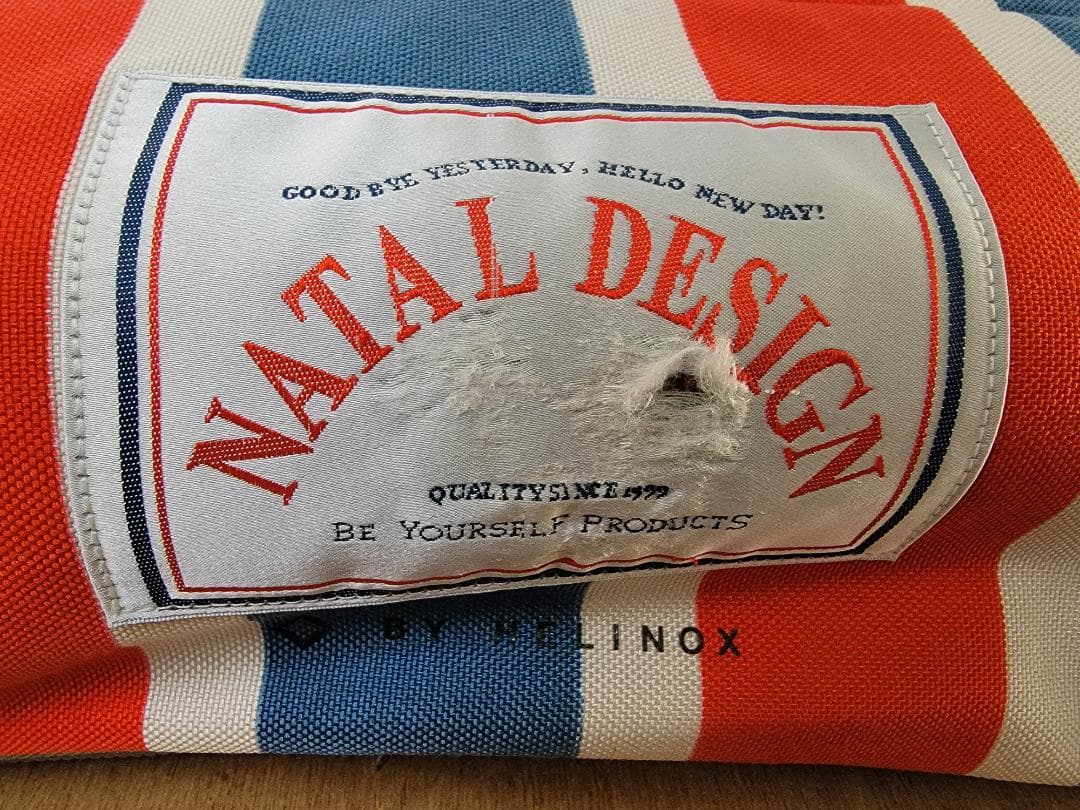 GOOD BYE YESTERDAY, HELLO NEW DAY!
NATAL DESIGN
QUALITY SINCE 1999
BE YOURSELF PRODUCTS
BY HELINOX